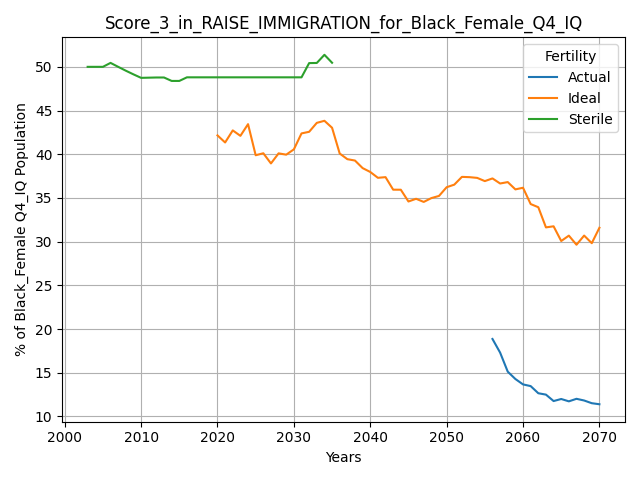 Score_3_in_RAISE_IMMIGRATION_for_Black_Female_Q4_IQ
% of Black_Female Q4_IQ Population
50
45
40
35
30
25
20
15
10
Fertility
Actual
Ideal
Sterile
2000 2010 2020 2030 2040 2050 2060 2070
Years